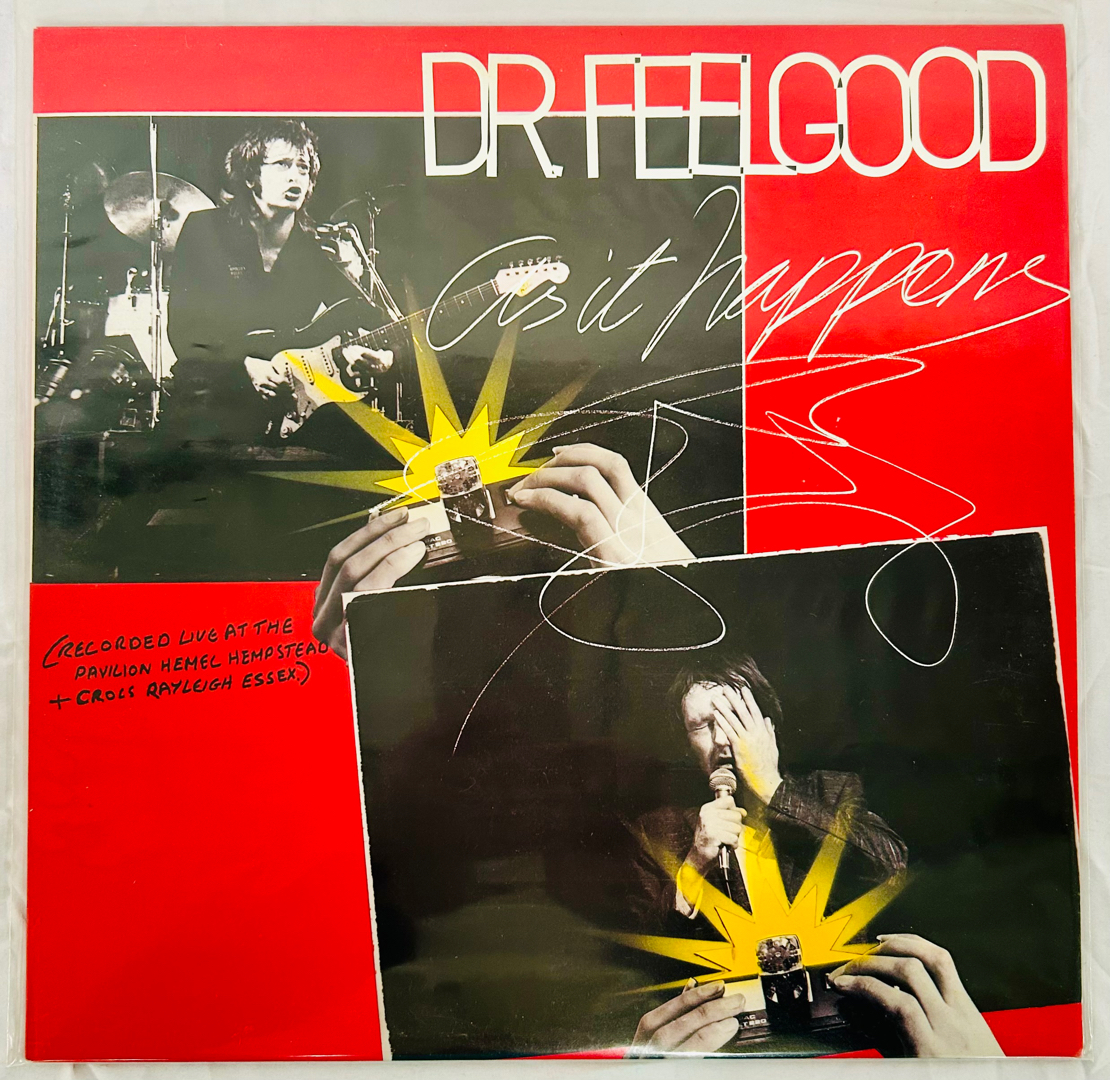 DR. FEELGOOD
as it happens
(RECORDED LIVE AT THE
PAVILION HEMEL HEMPSTEAD
+ CROCS RAYLEIGH ESSEX.)